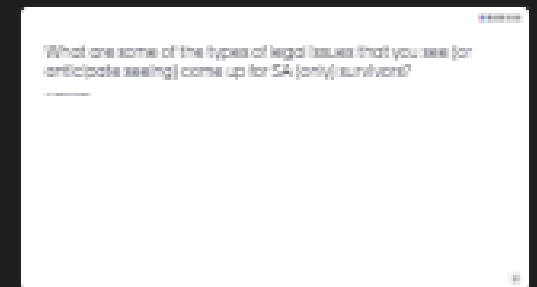 What are some of the types of legal issues that you see (or
anticipate seeing) come up for SA (only) survivors?